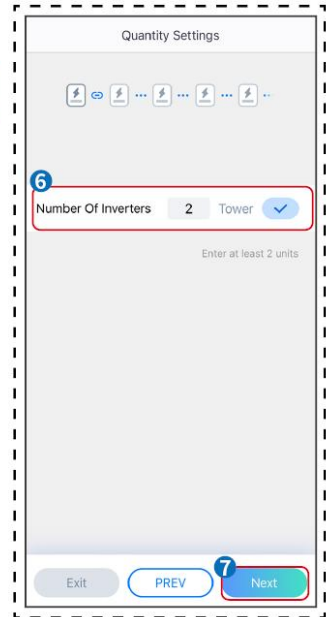 Quantity Settings
6
Number Of Inverters 2 Tower
Enter at least 2 units
7
Exit PREV Next